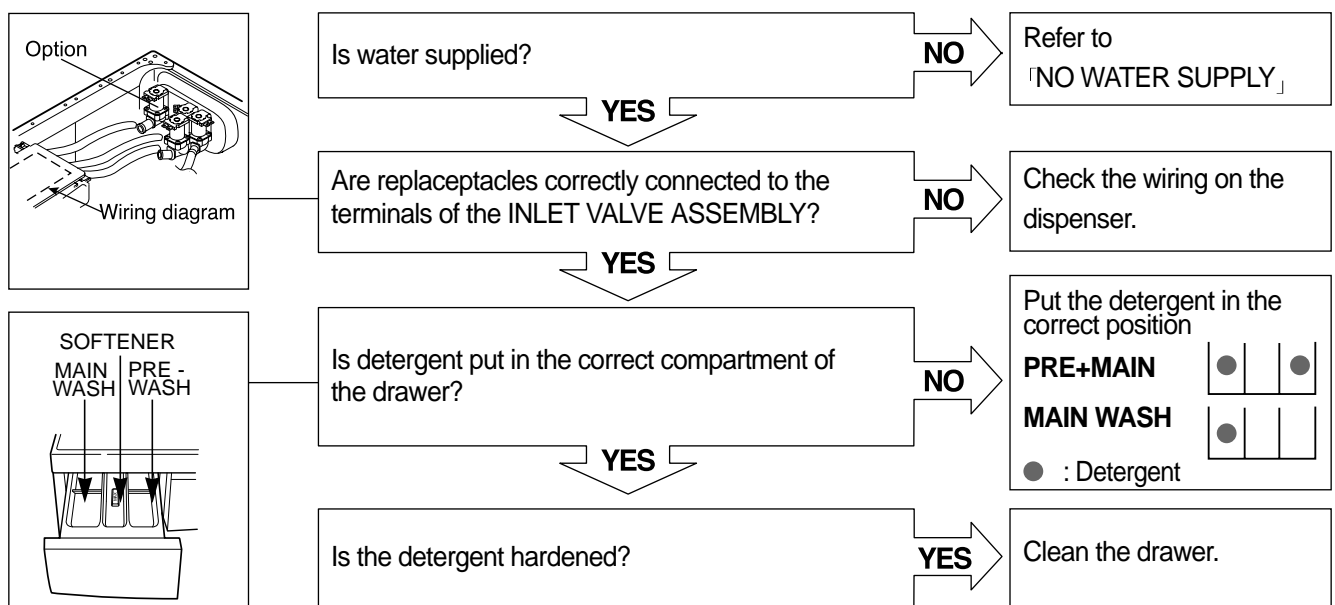 Option
Wiring diagram
Is water supplied?
NO
Refer to
「NO WATER SUPPLY」
YES
Are replaceptacles correctly connected to the
terminals of the INLET VALVE ASSEMBLY?
NO
Check the wiring on the
dispenser.
YES
SOFTENER
MAIN WASH
PRE - WASH
Is detergent put in the correct compartment of
the drawer?
NO
Put the detergent in the
correct position
PRE+MAIN
MAIN WASH
: Detergent
YES
Is the detergent hardened?
YES
Clean the drawer.